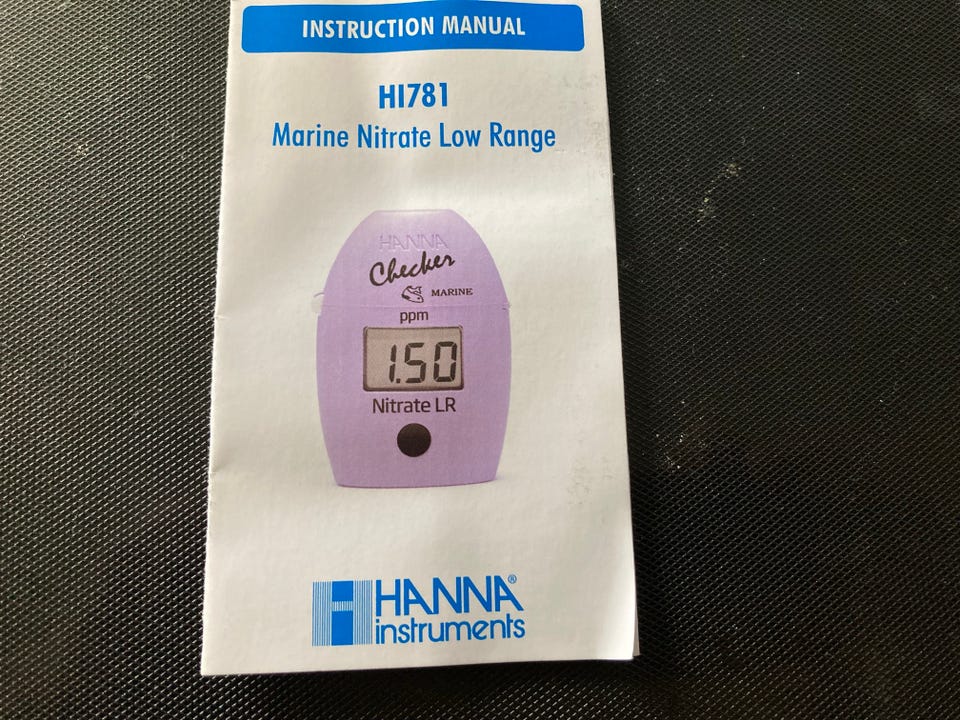 INSTRUCTION MANUAL
HI781
Marine Nitrate Low Range
HANNA
Checker
MARINE
ppm
1.50
Nitrate LR
HANNA®
instruments